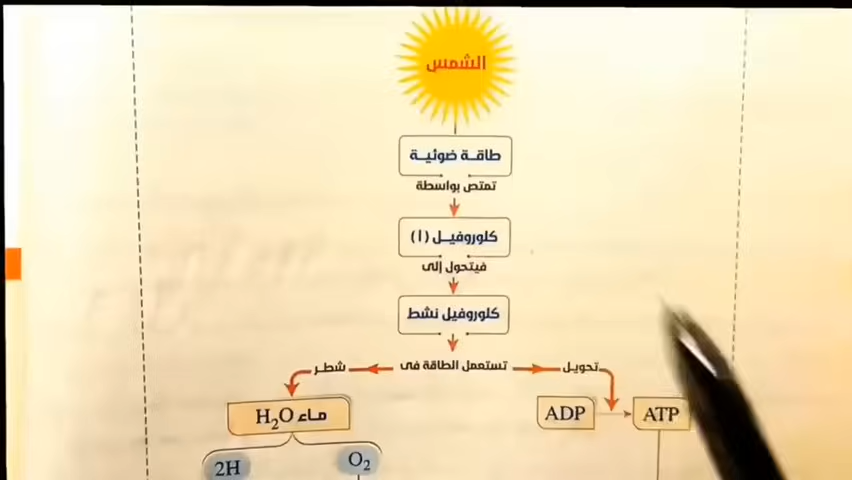 الشمس
طاقة ضوئية
تمتص بواسطة
كلوروفيل (ا)
فيتحول إلى
كلوروفيل نشط
تحويل تستعمل الطاقة فى شطر
ADP ATP
ماء H₂O
2H O₂